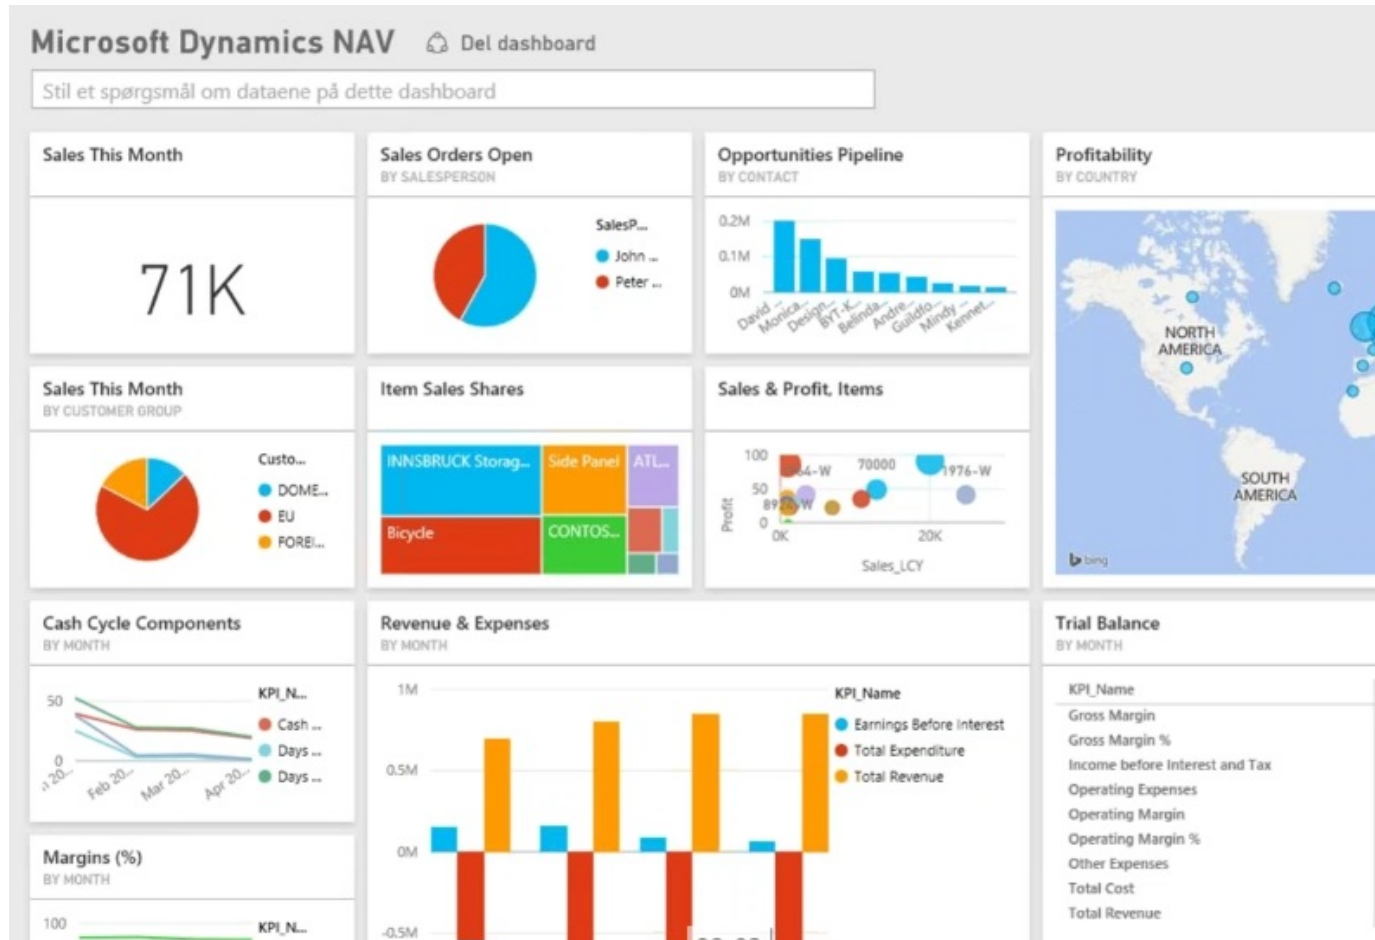 Microsoft Dynamics NAV
Del dashboard
Stil et spørgsmål om dataene på dette dashboard
Sales This Month
71K
Sales Orders Open
BY SALESPERSON
SalesP...
John ...
Peter ...
Opportunities Pipeline
BY CONTACT
0.2M
0.1M
0M
David ...
Monica...
Design...
BYT-K...
Belinda...
Andre...
Guildfo...
Mindy ...
Kennet...
Profitability
BY COUNTRY
NORTH
AMERICA
SOUTH
AMERICA
bing
Sales This Month
BY CUSTOMER GROUP
Custo...
DOME...
EU
FOREI...
Item Sales Shares
INNSBRUCK Storag...
Side Panel
ATL...
Bicycle
CONTOS...
Sales & Profit, Items
Profit
100
50
0
70000
1976-W
0K
20K
Sales_LCY
Cash Cycle Components
BY MONTH
50
0
Feb 20...
Mar 20...
Apr 20...
KPI_N...
Cash ...
Days ...
Days ...
Revenue & Expenses
BY MONTH
1M
0.5M
0M
-0.5M
KPI_Name
Earnings Before Interest
Total Expenditure
Total Revenue
Trial Balance
BY MONTH
KPI_Name
Gross Margin
Gross Margin %
Income before Interest and Tax
Operating Expenses
Operating Margin
Operating Margin %
Other Expenses
Total Cost
Total Revenue
Margins (%)
BY MONTH
100
KPI_N...